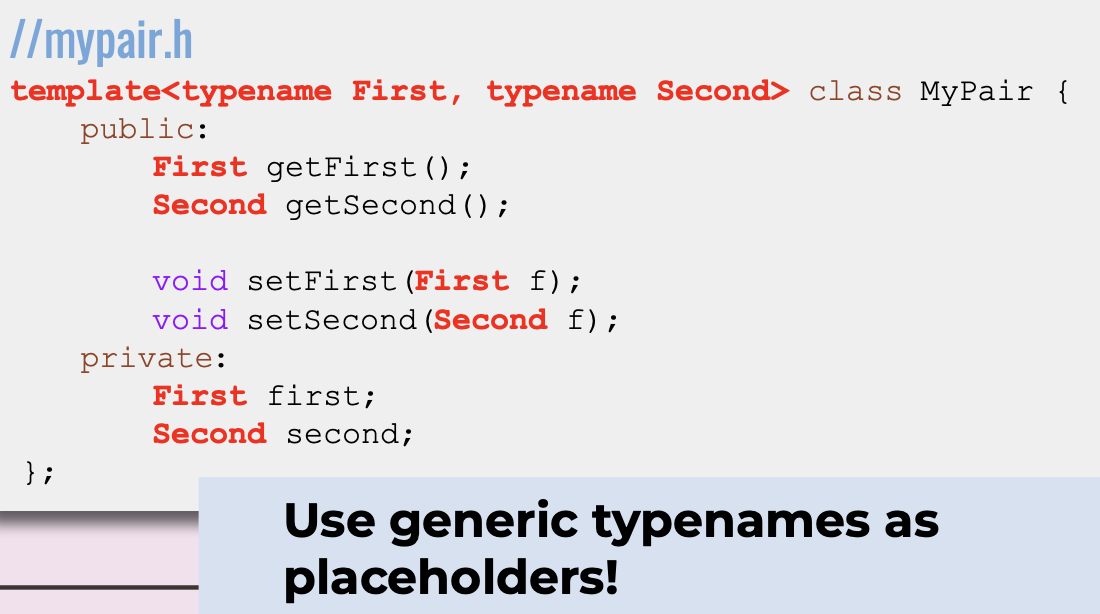 //mypair.h
template<typename First, typename Second> class MyPair {
public:
First getFirst();
Second getSecond();
void setFirst(First f);
void setSecond(Second f);
private:
First first;
Second second;
};
Use generic typenames as
placeholders!